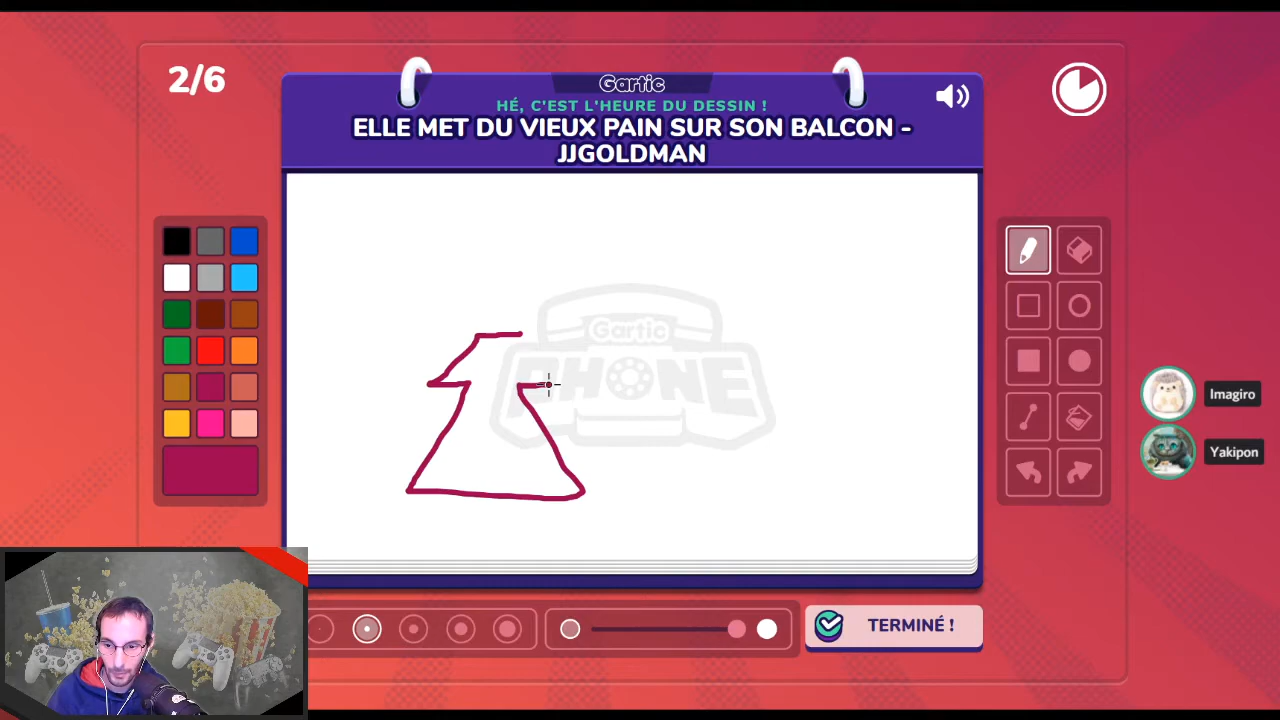 2/6
Gartic
HÉ, C'EST L'HEURE DU DESSIN !
ELLE MET DU VIEUX PAIN SUR SON BALCON -
JJGOLDMAN
Gartic
PHONE
Imagiro
Yakipon
TERMINÉ !